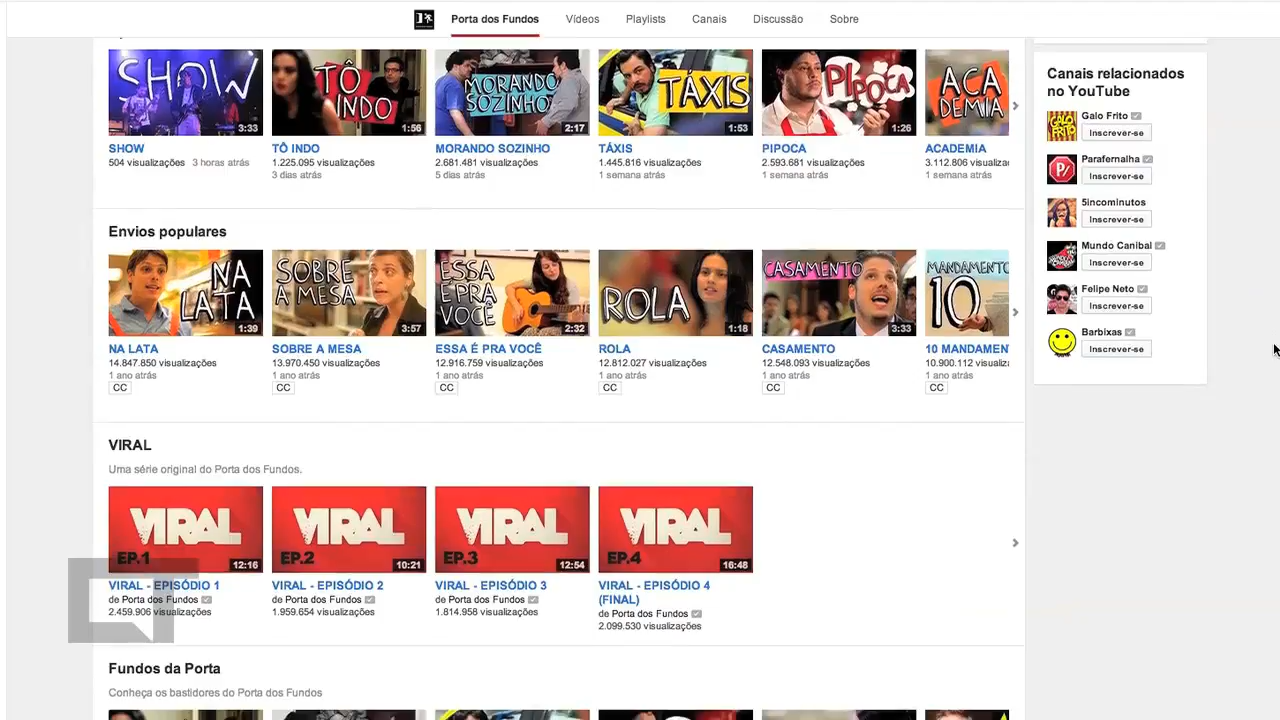 Porta dos Fundos Vídeos Playlists Canais Discussão Sobre
SHOW
3:33
TÔ INDO
1:56
MORANDO SOZINHO
2:17
TÁXIS
1:53
PIPOCA
1:26
ACADEMIA
SHOW
504 visualizações 3 horas atrás
TÔ INDO
1.225.095 visualizações
3 dias atrás
MORANDO SOZINHO
2.681.481 visualizações
5 dias atrás
TÁXIS
1.445.816 visualizações
1 semana atrás
PIPOCA
2.593.681 visualizações
1 semana atrás
ACADEMIA
3.112.806 visualiza
1 semana atrás
Envios populares
NA LATA
1:39
SOBRE A MESA
3:57
ESSA É PRA VOCÊ
2:32
ROLA
1:18
CASAMENTO
3:33
MANDAMENTO
10
NA LATA
14.847.850 visualizações
1 ano atrás
CC
SOBRE A MESA
13.970.450 visualizações
1 ano atrás
CC
ESSA É PRA VOCÊ
12.916.759 visualizações
1 ano atrás
CC
ROLA
12.812.027 visualizações
1 ano atrás
CC
CASAMENTO
12.548.093 visualizações
1 ano atrás
CC
10 MANDAMEN
10.900.112 visualiz
1 ano atrás
CC
VIRAL
Uma série original do Porta dos Fundos.
VIRAL
EP.1
12:16
VIRAL
EP.2
10:21
VIRAL
EP.3
12:54
VIRAL
EP.4
16:48
VIRAL - EPISÓDIO 1
de Porta dos Fundos
2.459.906 visualizações
VIRAL - EPISÓDIO 2
de Porta dos Fundos
1.959.654 visualizações
VIRAL - EPISÓDIO 3
de Porta dos Fundos
1.814.958 visualizações
VIRAL - EPISÓDIO 4
(FINAL)
de Porta dos Fundos
2.099.530 visualizações
Fundos da Porta
Conheça os bastidores do Porta dos Fundos
Canais relacionados
no YouTube
GALO FRITO
Galo Frito
Inscrever-se
P/
Parafernalha
Inscrever-se
5incominutos
Inscrever-se
Mundo Canibal
Inscrever-se
Felipe Neto
Inscrever-se
Barbixas
Inscrever-se